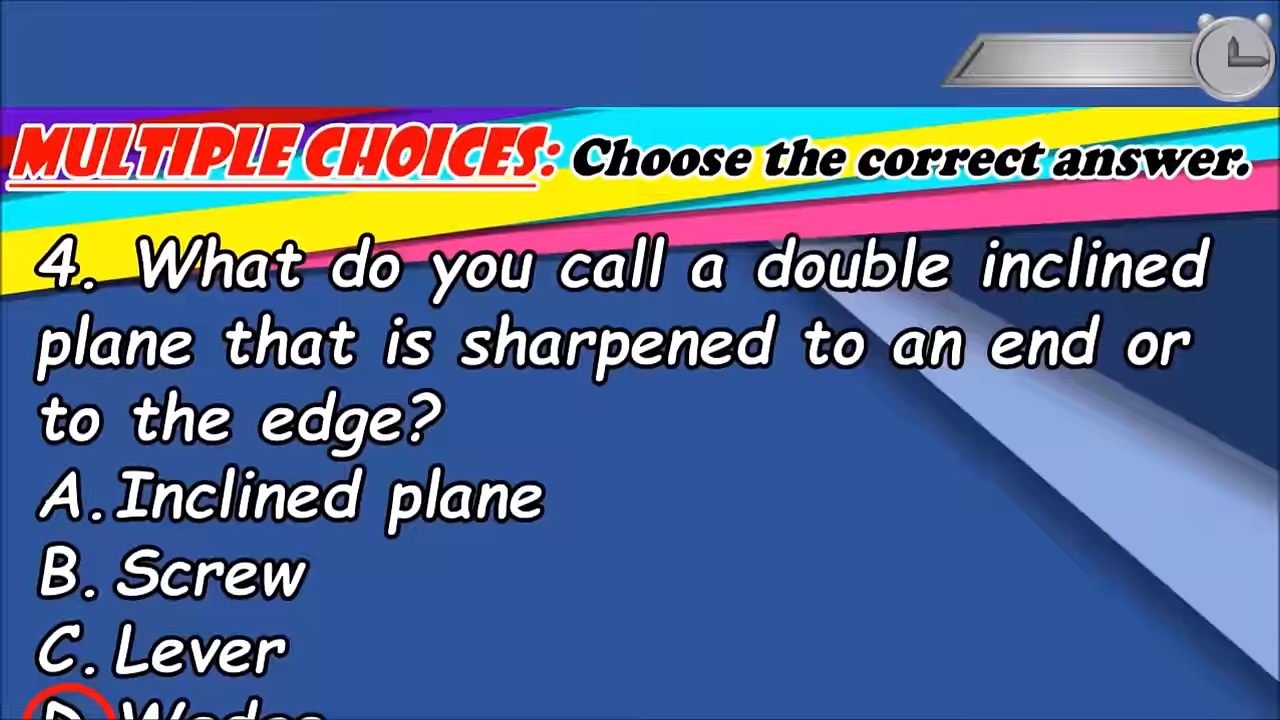 MULTIPLE CHOICES: Choose the correct answer.
4. What do you call a double inclined
plane that is sharpened to an end or
to the edge?
A. Inclined plane
B. Screw
C. Lever
D. Wedge